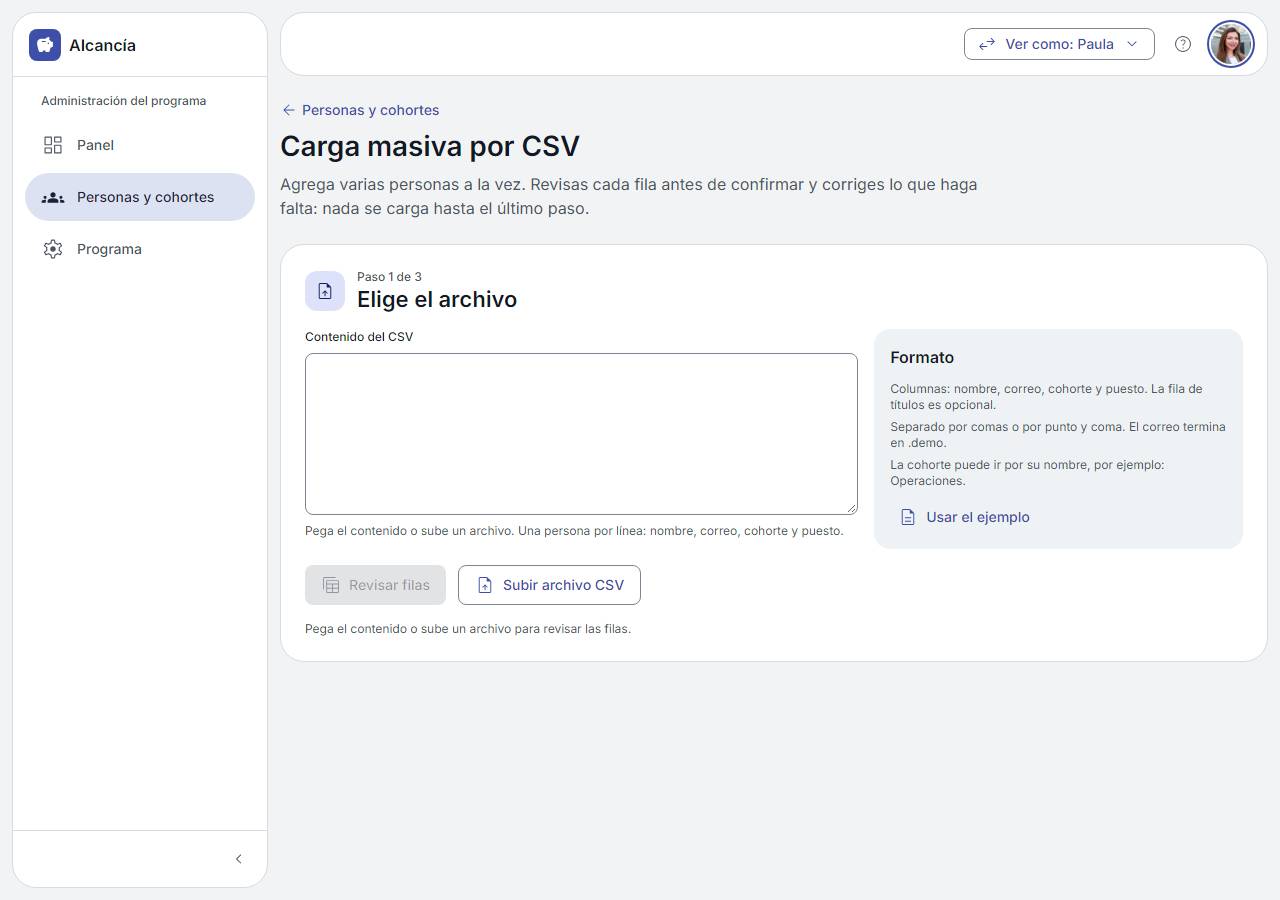 Alcancía
Ver como: Paula
Administración del programa
Panel
Personas y cohortes
Programa
Personas y cohortes
Carga masiva por CSV
Agrega varias personas a la vez. Revisas cada fila antes de confirmar y corriges lo que haga
falta: nada se carga hasta el último paso.
Paso 1 de 3
Elige el archivo
Contenido del CSV
Pega el contenido o sube un archivo. Una persona por línea: nombre, correo, cohorte y puesto.
Revisar filas
Subir archivo CSV
Pega el contenido o sube un archivo para revisar las filas.
Formato
Columnas: nombre, correo, cohorte y puesto. La fila de
títulos es opcional.
Separado por comas o por punto y coma. El correo termina
en .demo.
La cohorte puede ir por su nombre, por ejemplo:
Operaciones.
Usar el ejemplo